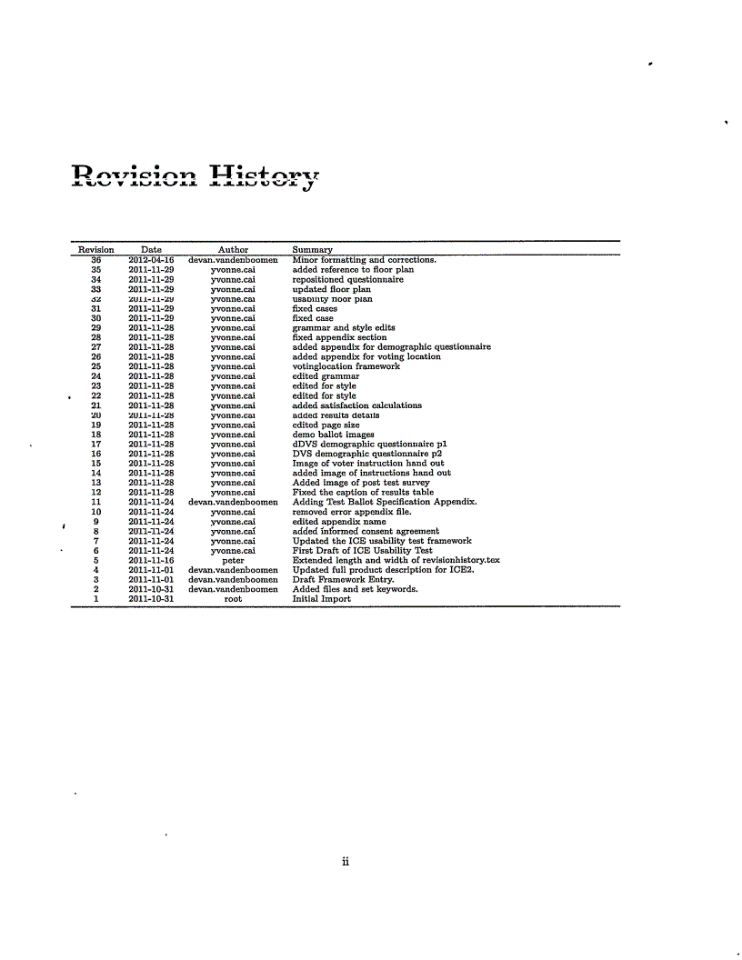 Revision History
Revision Date Author Summary
36 2012-04-16 devan.vandenboomen Minor formatting and corrections.
35 2011-11-29 yvonne.cai added reference to floor plan
34 2011-11-29 yvonne.cai repositioned questionnaire
33 2011-11-29 yvonne.cai updated floor plan
32 2011-11-29 yvonne.cai usability floor plan
31 2011-11-29 yvonne.cai fixed cases
30 2011-11-29 yvonne.cai fixed case
29 2011-11-28 yvonne.cai grammar and style edits
28 2011-11-28 yvonne.cai fixed appendix section
27 2011-11-28 yvonne.cai added appendix for demographic questionnaire
26 2011-11-28 yvonne.cai added appendix for voting location
25 2011-11-28 yvonne.cai votinglocation framework
24 2011-11-28 yvonne.cai edited grammar
23 2011-11-28 yvonne.cai edited for style
22 2011-11-28 yvonne.cai edited for style
21 2011-11-28 yvonne.cai added satisfaction calculations
20 2011-11-28 yvonne.cai added results details
19 2011-11-28 yvonne.cai edited page size
18 2011-11-28 yvonne.cai demo ballot images
17 2011-11-28 yvonne.cai dDVS demographic questionnaire p1
16 2011-11-28 yvonne.cai DVS demographic questionnaire p2
15 2011-11-28 yvonne.cai Image of voter instruction hand out
14 2011-11-28 yvonne.cai added image of instructions hand out
13 2011-11-28 yvonne.cai Added image of post test survey
12 2011-11-28 yvonne.cai Fixed the caption of results table
11 2011-11-24 devan.vandenboomen Adding Test Ballot Specification Appendix.
10 2011-11-24 yvonne.cai removed error appendix file.
9 2011-11-24 yvonne.cai edited appendix name
8 2011-11-24 yvonne.cai added informed consent agreement
7 2011-11-24 yvonne.cai Updated the ICE usability test framework
6 2011-11-24 yvonne.cai First Draft of ICE Usability Test
5 2011-11-16 peter Extended length and width of revisionhistory.tex
4 2011-11-01 devan.vandenboomen Updated full product description for ICE2.
3 2011-11-01 devan.vandenboomen Draft Framework Entry.
2 2011-10-31 devan.vandenboomen Added files and set keywords.
1 2011-10-31 root Initial Import
ii